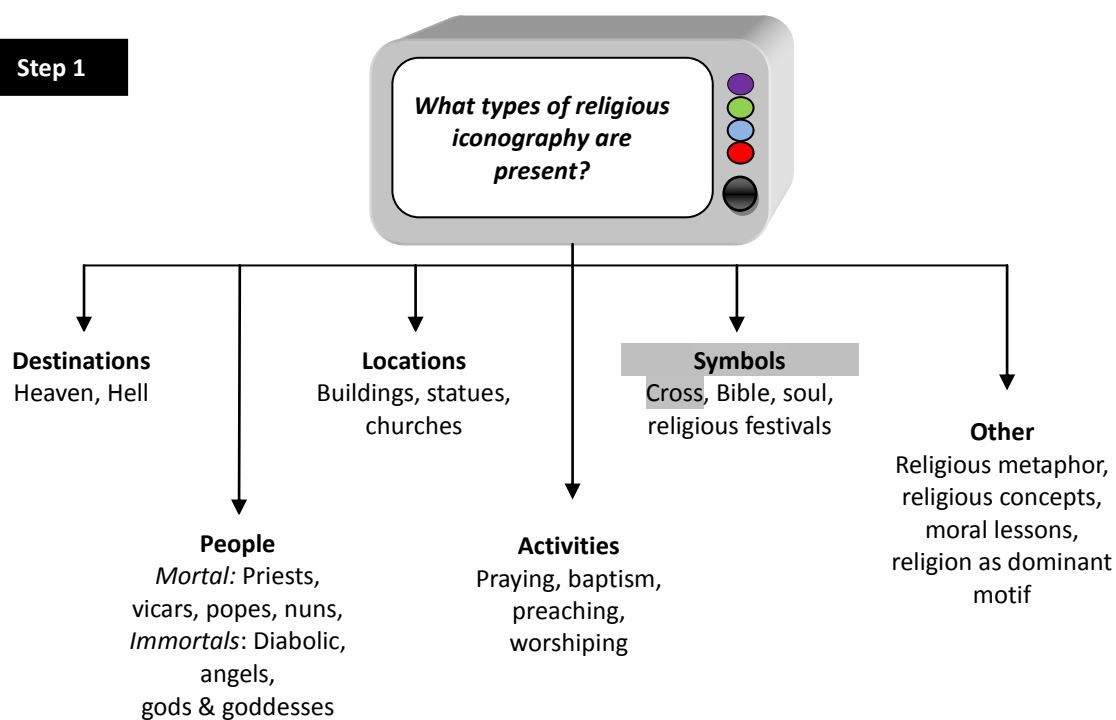 Step 1
What types of religious
iconography are
present?
Destinations
Heaven, Hell
Locations
Buildings, statues,
churches
Symbols
Cross, Bible, soul,
religious festivals
Other
Religious metaphor,
religious concepts,
moral lessons,
religion as dominant
motif
People
Mortal: Priests,
vicars, popes, nuns,
Immortals: Diabolic,
angels,
gods & goddesses
Activities
Praying, baptism,
preaching,
worshiping